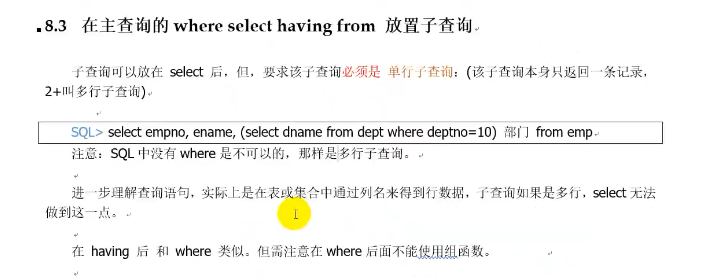 8.3 在主查询的 where select having from 放置子查询
子查询可以放在 select 后，但，要求该子查询必须是 单行子查询：(该子查询本身只返回一条记录，
2+叫多行子查询)
SQL> select empno, ename, (select dname from dept where deptno=10) 部门 from emp
注意：SQL 中没有 where 是不可以的，那样是多行子查询。
进一步理解查询语句，实际上是在表或集合中通过列名来得到行数据，子查询如果是多行，select 无法
做到这一点。
在 having 后 和 where 类似。但需注意在 where 后面不能使用组函数。